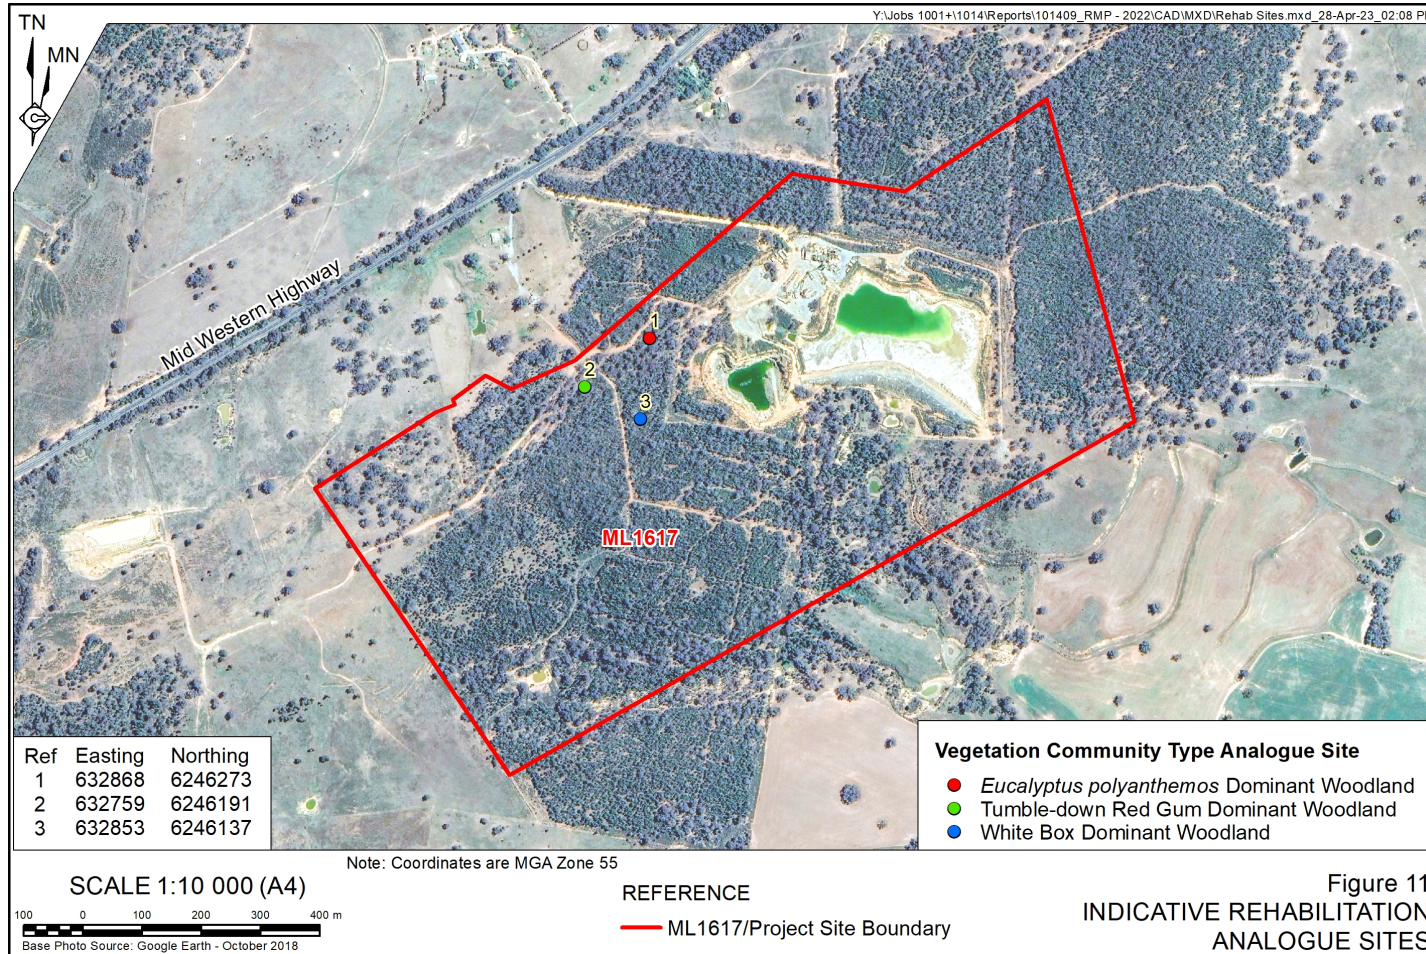 Y:\Jobs 1001+\1014\Reports\101409_RMP - 2022\CAD\MXD\Rehab Sites.mxd_28-Apr-23_02:08
TN
MN
Mid Western Highway
1
2
3
ML1617
Ref Easting Northing
1 632868 6246273
2 632759 6246191
3 632853 6246137
Vegetation Community Type Analogue Site
Eucalyptus polyanthemos Dominant Woodland
Tumble-down Red Gum Dominant Woodland
White Box Dominant Woodland
Note: Coordinates are MGA Zone 55
SCALE 1:10 000 (A4)
100 0 100 200 300 400 m
Base Photo Source: Google Earth - October 2018
REFERENCE
ML1617/Project Site Boundary
Figure 11
INDICATIVE REHABILITATION
ANALOGUE SITES